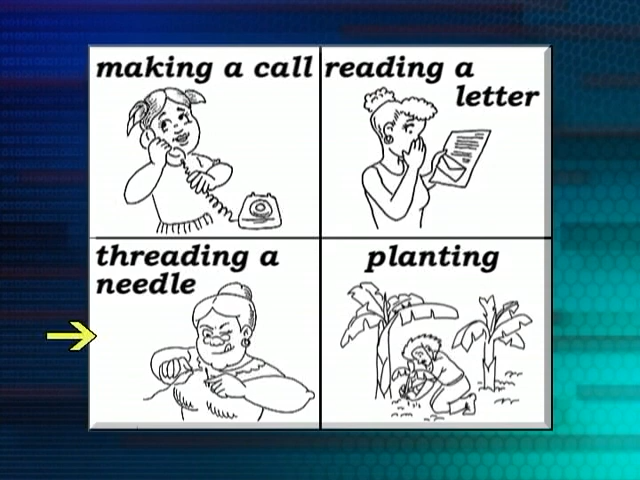 making a call
reading a
letter
threading a
needle
planting